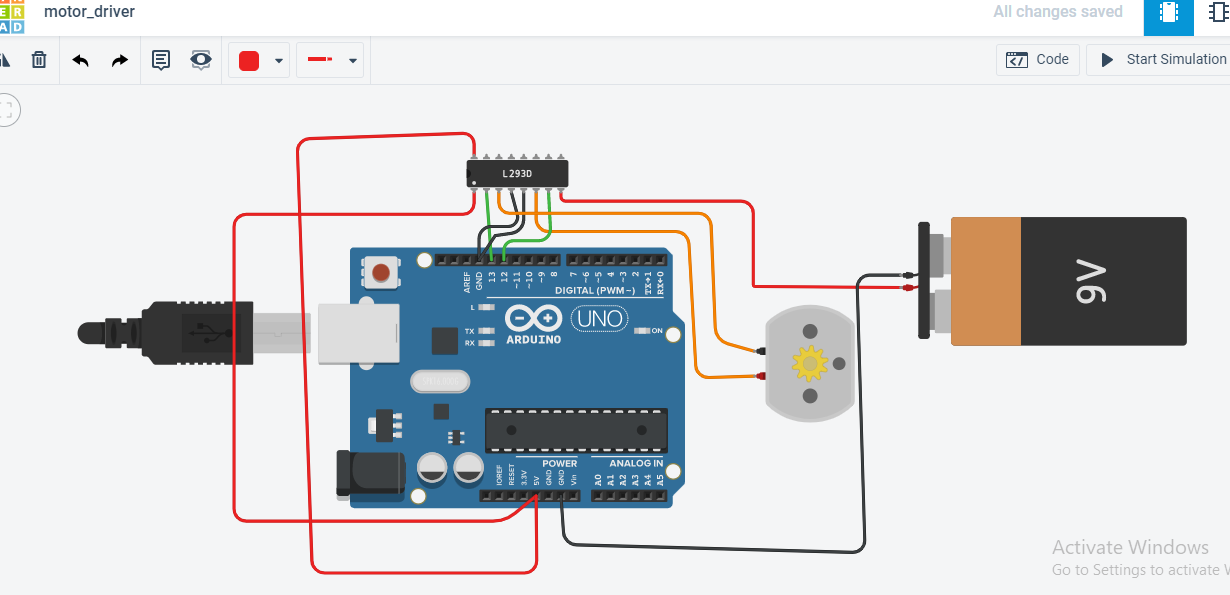 ER
AD
motor_driver
All changes saved
Code
Start Simulation
L293D
AREF
GND
13
12
~11
~10
~9
8
7
~6
~5
4
~3
2
TX→1
RX←0
DIGITAL (PWM~)
L
TX
RX
ARDUINO
UNO
ON
POWER
ANALOG IN
IOREF
RESET
3.3V
5V
GND
GND
Vin
A0
A1
A2
A3
A4
A5
9V
Activate Windows
Go to Settings to activate W